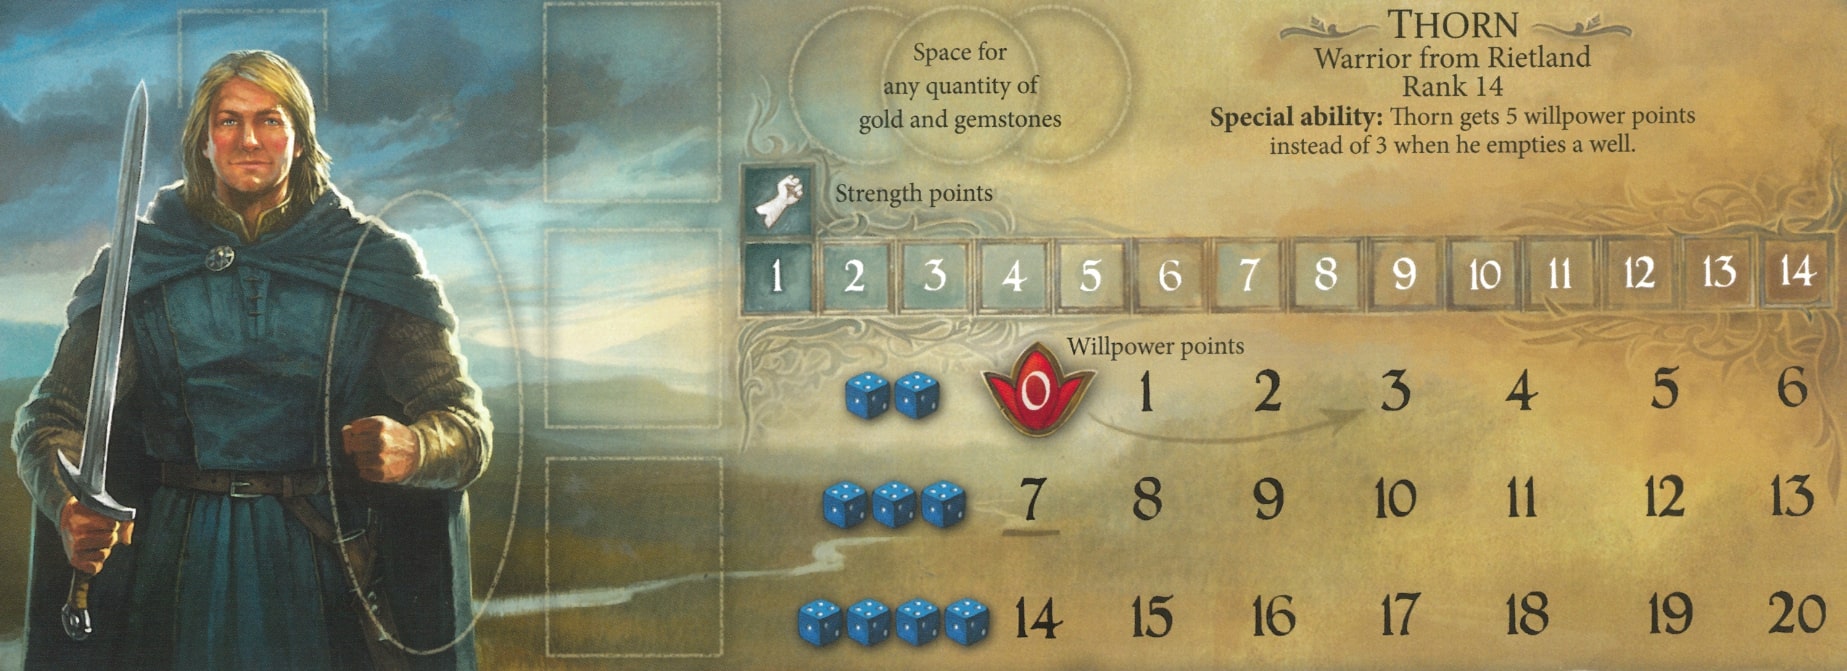 Space for
any quantity of
gold and gemstones
THORN
Warrior from Rietland
Rank 14
Special ability: Thorn gets 5 willpower points
instead of 3 when he empties a well.
Strength points
1 2 3 4 5 6 7 8 9 10 11 12 13 14
Willpower points
0 1 2 3 4 5 6
7 8 9 10 11 12 13
14 15 16 17 18 19 20